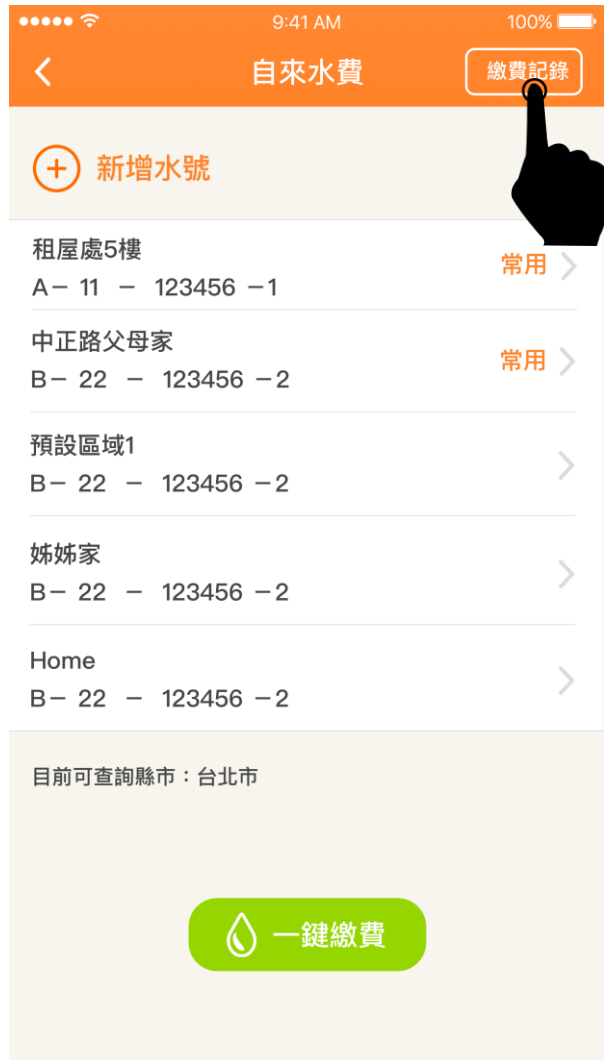 9:41 AM
100%
自來水費
繳費記錄
新增水號
租屋處5樓
常用
A- 11 - 123456 -1
中正路父母家
常用
B- 22 - 123456 -2
預設區域1
B- 22 - 123456 -2
姊姊家
B- 22 - 123456 -2
Home
B- 22 - 123456 -2
目前可查詢縣市：台北市
一鍵繳費